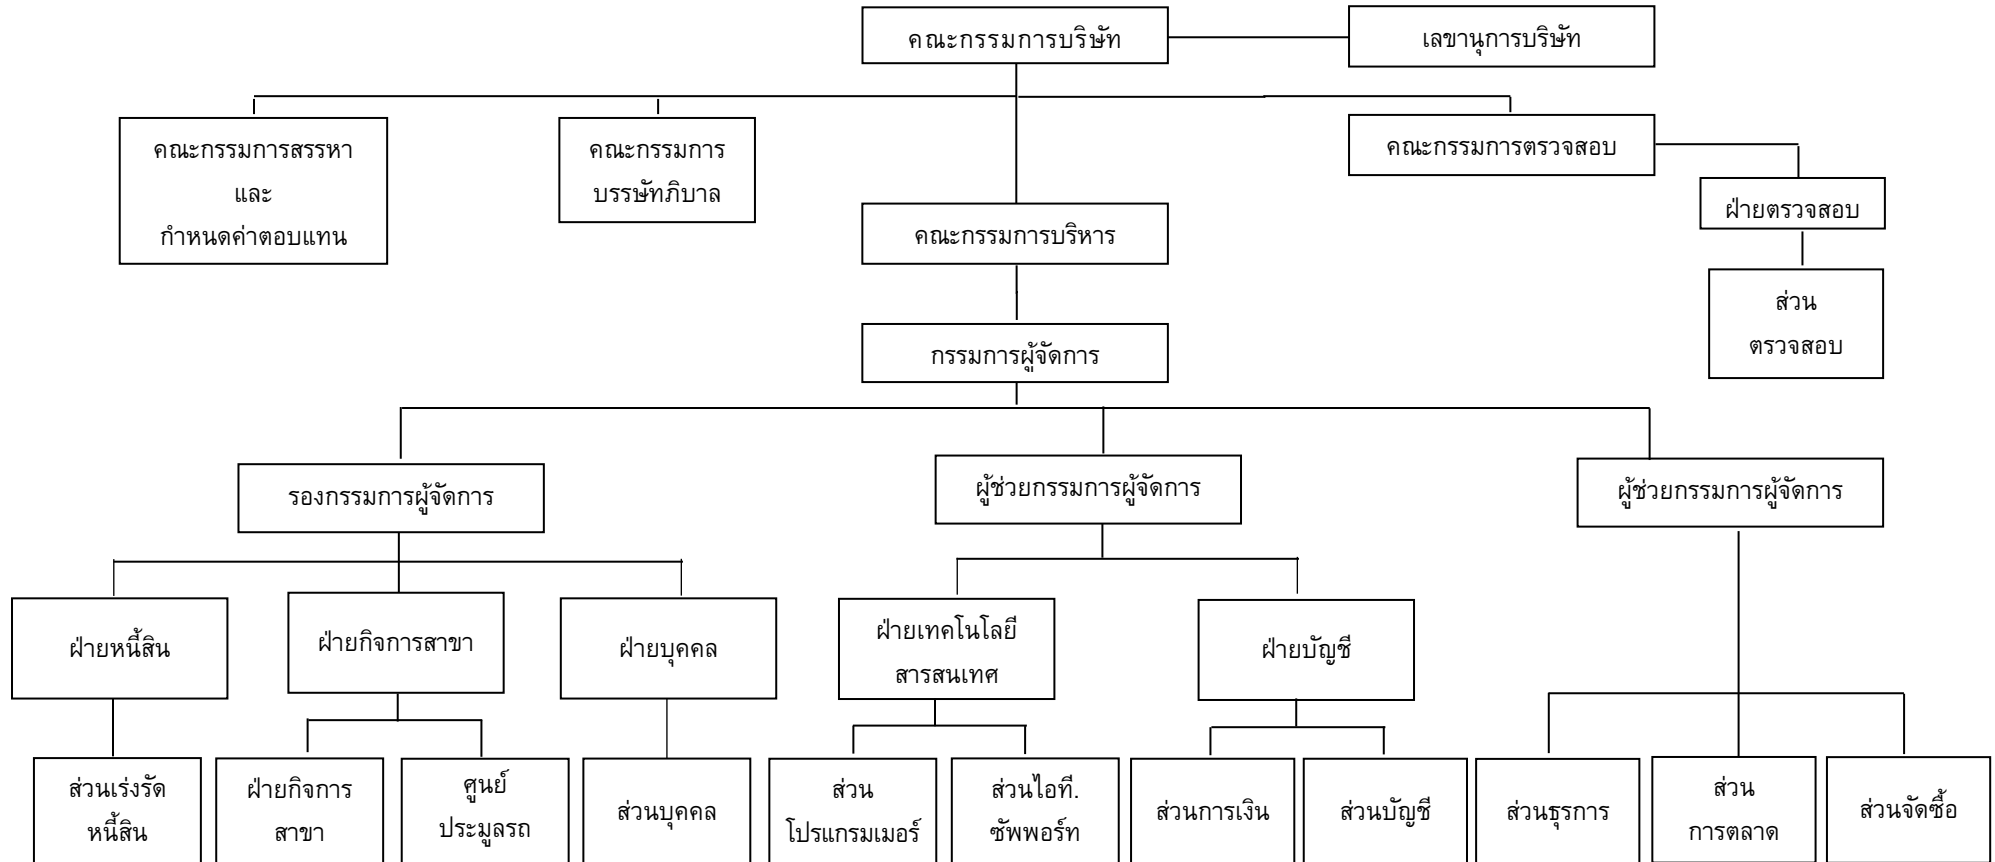 คณะกรรมการบริษัท
เลขานุการบริษัท
คณะกรรมการสรรหา
และ
กำหนดค่าตอบแทน
คณะกรรมการ
บรรษัทภิบาล
คณะกรรมการตรวจสอบ
ฝ่ายตรวจสอบ
ส่วน
ตรวจสอบ
คณะกรรมการบริหาร
กรรมการผู้จัดการ
รองกรรมการผู้จัดการ
ผู้ช่วยกรรมการผู้จัดการ
ผู้ช่วยกรรมการผู้จัดการ
ฝ่ายหนี้สิน
ฝ่ายกิจการสาขา
ฝ่ายบุคคล
ฝ่ายเทคโนโลยี
สารสนเทศ
ฝ่ายบัญชี
ส่วนเร่งรัด
หนี้สิน
ฝ่ายกิจการ
สาขา
ศูนย์
ประมูลรถ
ส่วนบุคคล
ส่วน
โปรแกรมเมอร์
ส่วนไอที.
ซัพพอร์ท
ส่วนการเงิน
ส่วนบัญชี
ส่วนธุรการ
ส่วน
การตลาด
ส่วนจัดซื้อ